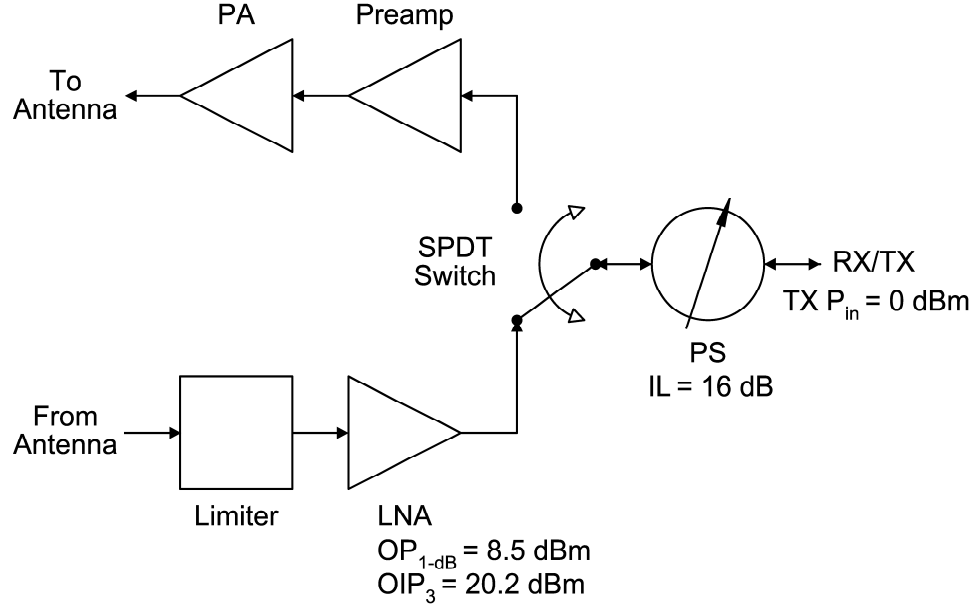 PA
Preamp
To
Antenna
SPDT
Switch
RX/TX
TX P_in = 0 dBm
PS
IL = 16 dB
From
Antenna
Limiter
LNA
OP_1-dB = 8.5 dBm
OIP_3 = 20.2 dBm